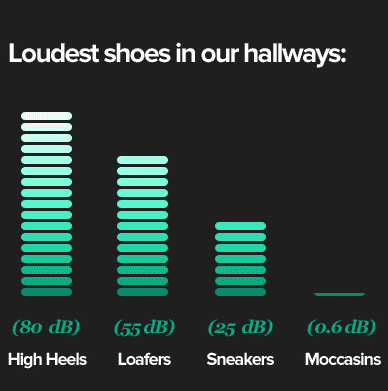 Loudest shoes in our hallways:
(80 dB) (55 dB) (25 dB) (0.6 dB)
High Heels Loafers Sneakers Moccasins